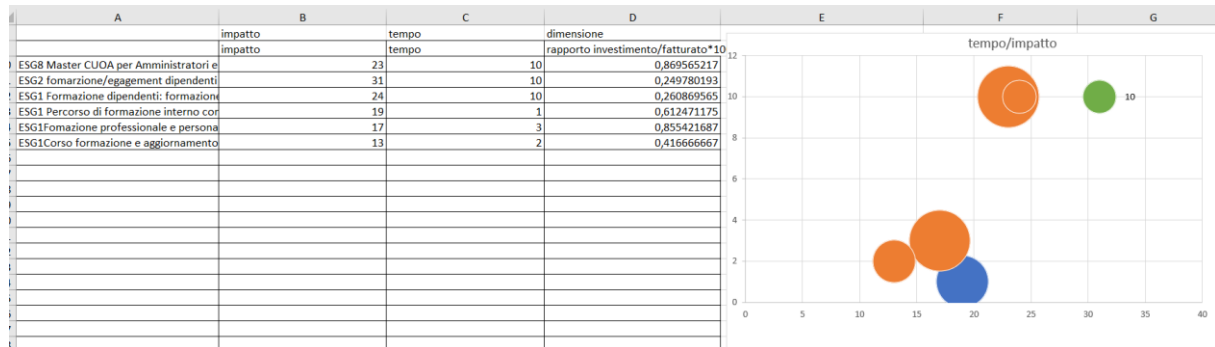 A B C D E F G
impatto tempo dimensione
impatto tempo rapporto investimento/fatturato*10
ESG8 Master CUOA per Amministratori e 23 10 0,869565217
ESG2 fomarzione/egagement dipendenti 31 10 0,249780193
ESG1 Formazione dipendenti: formazione 24 10 0,260869565
ESG1 Percorso di formazione interno con 19 1 0,612471175
ESG1Fomazione professionale e persona 17 3 0,855421687
ESG1Corso formazione e aggiornamento 13 2 0,416666667
tempo/impatto
12
10
10
8
6
4
2
0
0 5 10 15 20 25 30 35 40